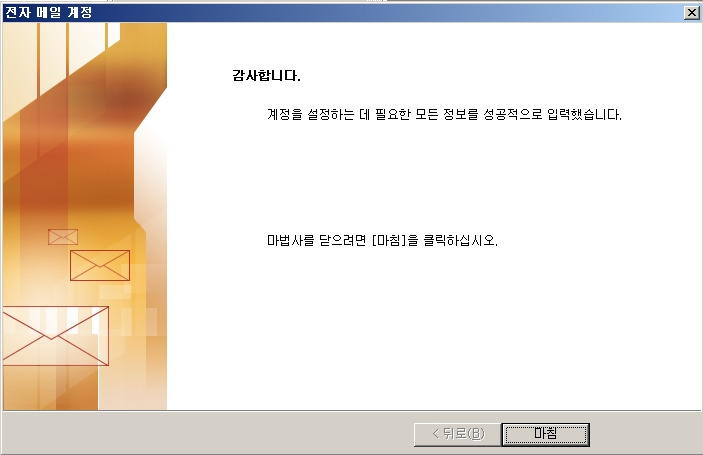 전자 메일 계정
감사합니다.
계정을 설정하는 데 필요한 모든 정보를 성공적으로 입력했습니다.
마법사를 닫으려면 [마침]을 클릭하십시오.
< 뒤로(B)
마침